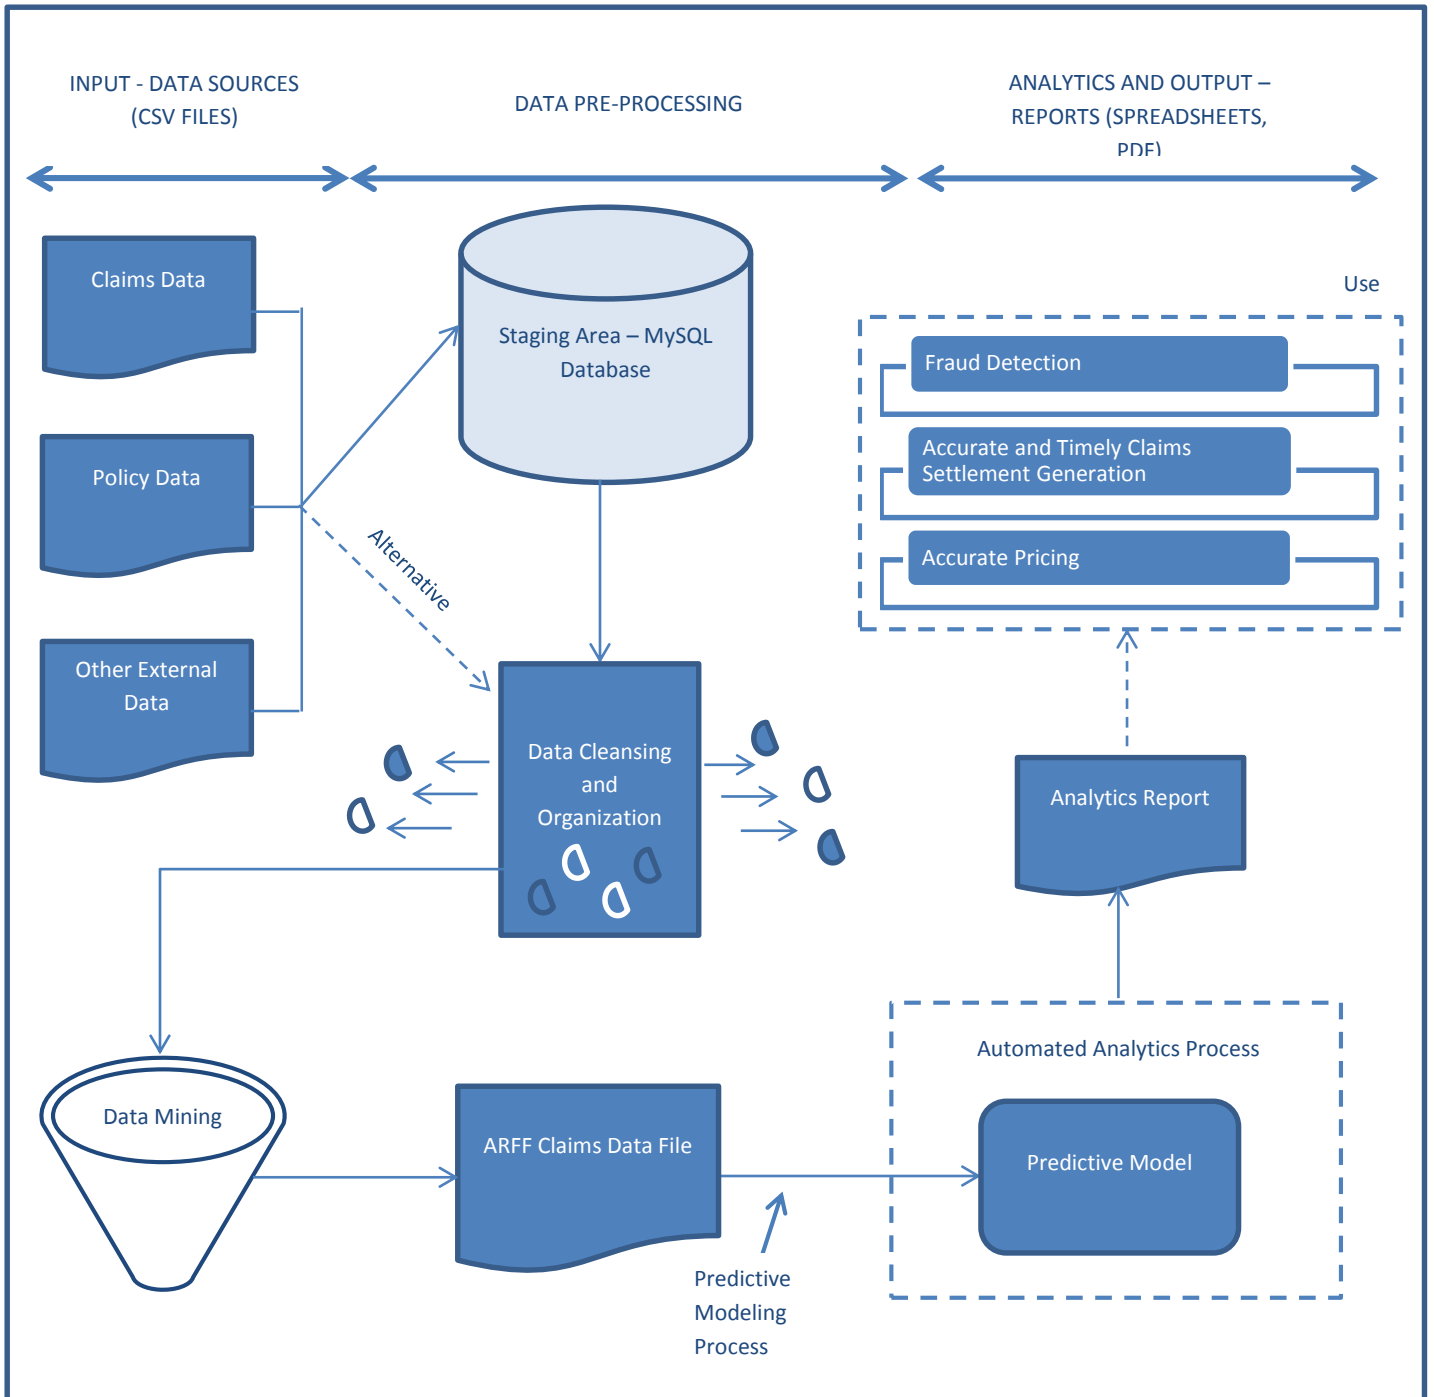 INPUT - DATA SOURCES
(CSV FILES)
DATA PRE-PROCESSING
ANALYTICS AND OUTPUT –
REPORTS (SPREADSHEETS,
PDF)
Claims Data
Policy Data
Other External
Data
Staging Area – MySQL
Database
Alternative
Data Cleansing
and
Organization
Use
Fraud Detection
Accurate and Timely Claims
Settlement Generation
Accurate Pricing
Analytics Report
Automated Analytics Process
Predictive Model
Data Mining
ARFF Claims Data File
Predictive
Modeling
Process